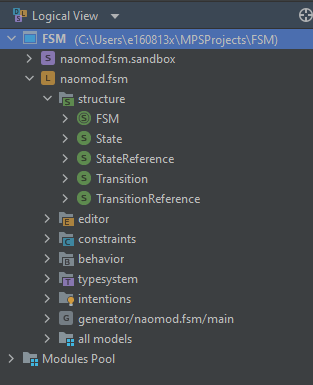 Logical View
FSM (C:\Users\e160813x\MPSProjects\FSM)
naomod.fsm.sandbox
naomod.fsm
structure
FSM
State
StateReference
Transition
TransitionReference
editor
constraints
behavior
typesystem
intentions
generator/naomod.fsm/main
all models
Modules Pool